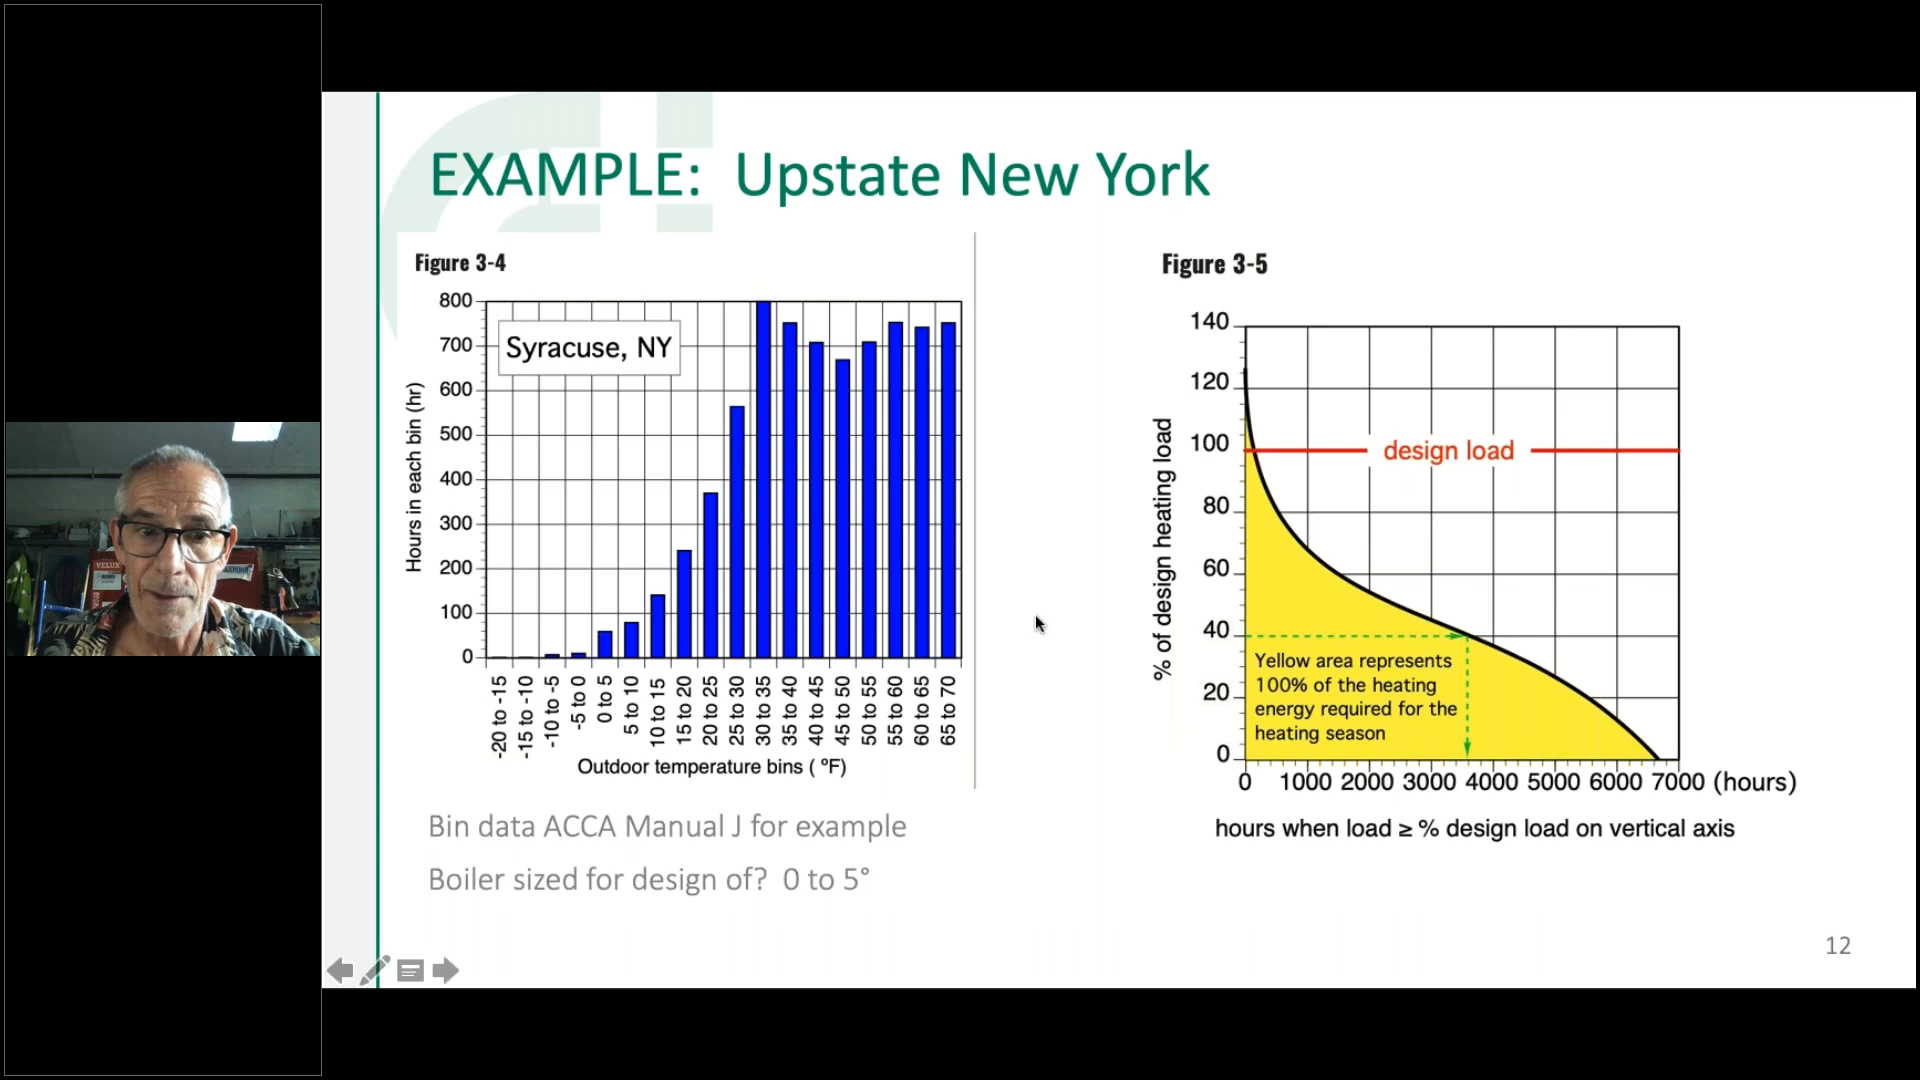 EXAMPLE: Upstate New York
Figure 3-4
800
700
600
500
400
300
200
100
0
Hours in each bin (hr)
Syracuse, NY
-20 to -15
-15 to -10
-10 to -5
-5 to 0
0 to 5
5 to 10
10 to 15
15 to 20
20 to 25
25 to 30
30 to 35
35 to 40
40 to 45
45 to 50
50 to 55
55 to 60
60 to 65
65 to 70
Outdoor temperature bins ( °F)
Figure 3-5
140
120
100
80
60
40
20
0
% of design heating load
design load
Yellow area represents
100% of the heating
energy required for the
heating season
0 1000 2000 3000 4000 5000 6000 7000 (hours)
hours when load ≥ % design load on vertical axis
Bin data ACCA Manual J for example
Boiler sized for design of? 0 to 5°
12
VELUX